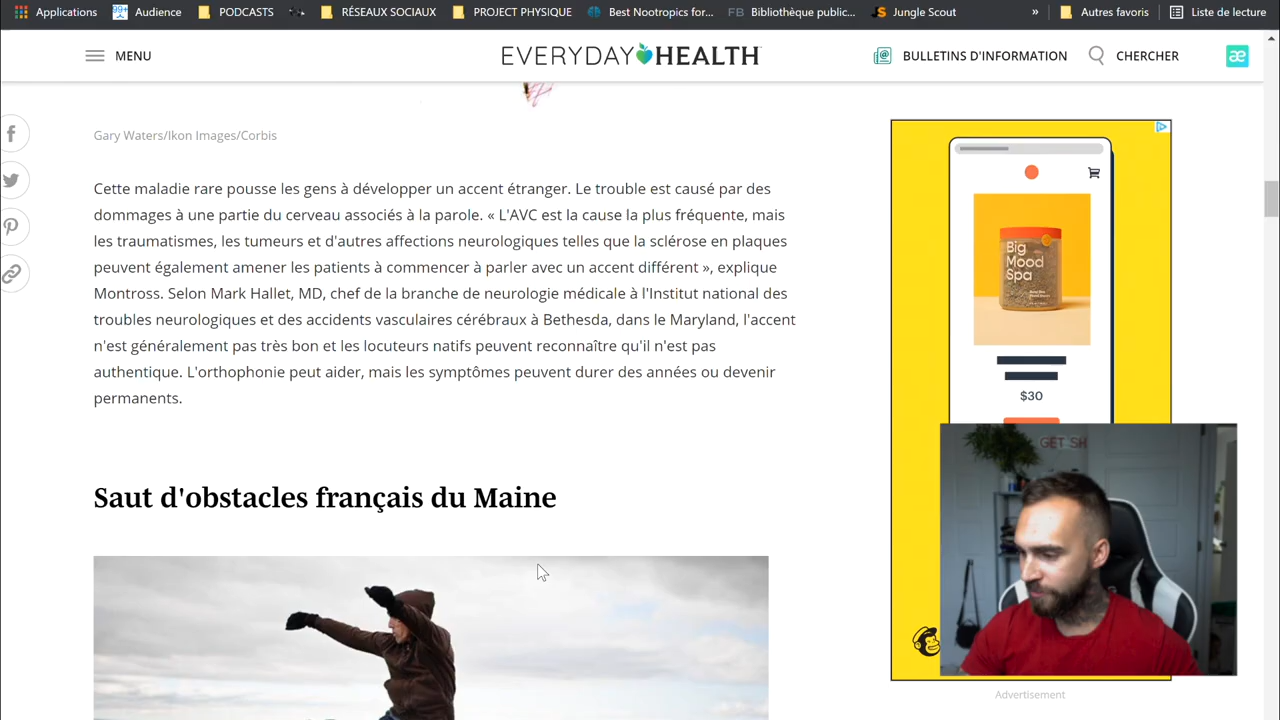 Applications
99+
Audience
PODCASTS
RÉSEAUX SOCIAUX
PROJECT PHYSIQUE
Best Nootropics for...
FB
Bibliothèque public...
Jungle Scout
»
Autres favoris
Liste de lecture
MENU
EVERYDAY HEALTH
BULLETINS D'INFORMATION
CHERCHER
æ
Gary Waters/Ikon Images/Corbis
Cette maladie rare pousse les gens à développer un accent étranger. Le trouble est causé par des
dommages à une partie du cerveau associés à la parole. « L'AVC est la cause la plus fréquente, mais
les traumatismes, les tumeurs et d'autres affections neurologiques telles que la sclérose en plaques
peuvent également amener les patients à commencer à parler avec un accent différent », explique
Montross. Selon Mark Hallet, MD, chef de la branche de neurologie médicale à l'Institut national des
troubles neurologiques et des accidents vasculaires cérébraux à Bethesda, dans le Maryland, l'accent
n'est généralement pas très bon et les locuteurs natifs peuvent reconnaître qu'il n'est pas
authentique. L'orthophonie peut aider, mais les symptômes peuvent durer des années ou devenir
permanents.
Saut d'obstacles français du Maine
Big
Mood
Spa
$30
GET SH
Advertisement